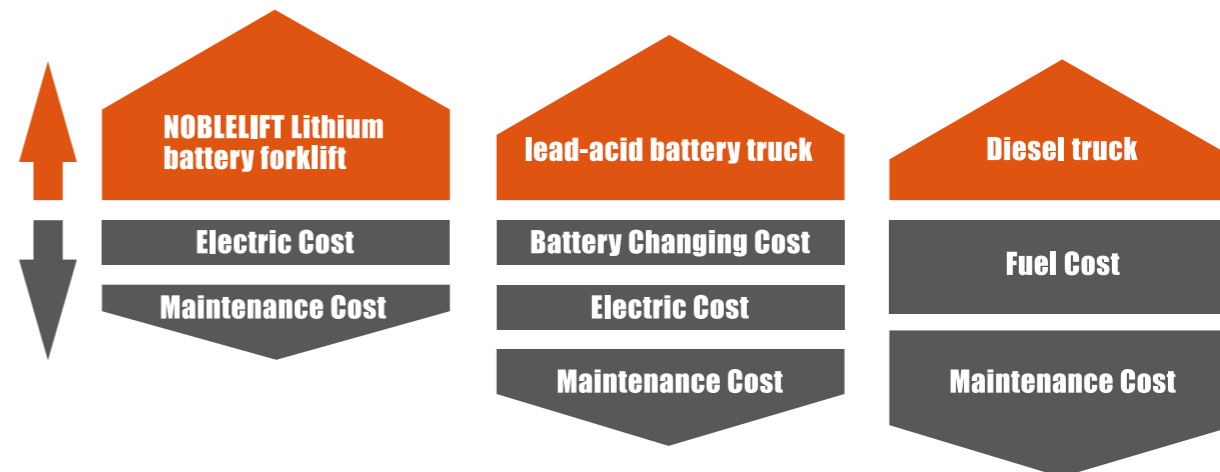 NOBLELIFT Lithium
battery forklift
Electric Cost
Maintenance Cost
lead-acid battery truck
Battery Changing Cost
Electric Cost
Maintenance Cost
Diesel truck
Fuel Cost
Maintenance Cost